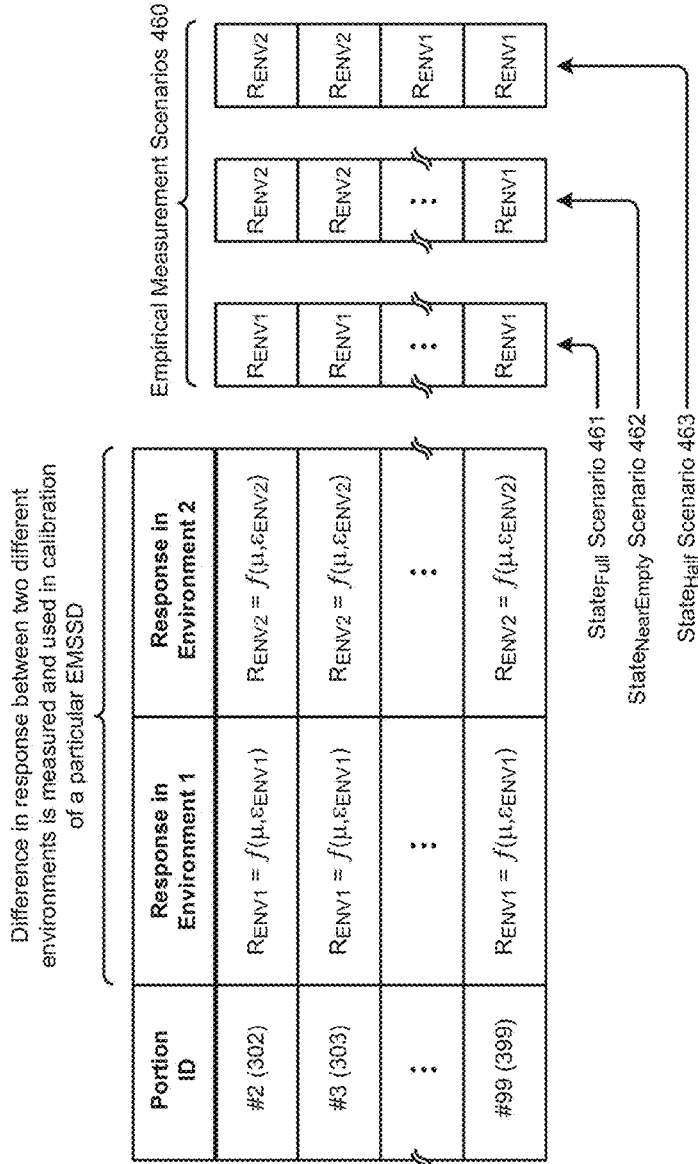 Difference in response between two different
environments is measured and used in calibration
of a particular EMSSD
Empirical Measurement Scenarios 460
Portion ID
Response in Environment 1
Response in Environment 2
#2 (302) RENV1 = f(μ,εENV1) RENV2 = f(μ,εENV2) RENV1 RENV2 RENV2
#3 (303) RENV1 = f(μ,εENV1) RENV2 = f(μ,εENV2) RENV1 RENV2 RENV2
⋮ ⋮ ⋮ ⋮ ⋮ RENV1
#99 (399) RENV1 = f(μ,εENV1) RENV2 = f(μ,εENV2) RENV1 RENV1 RENV1
StateFull Scenario 461
StateNearEmpty Scenario 462
StateHalf Scenario 463